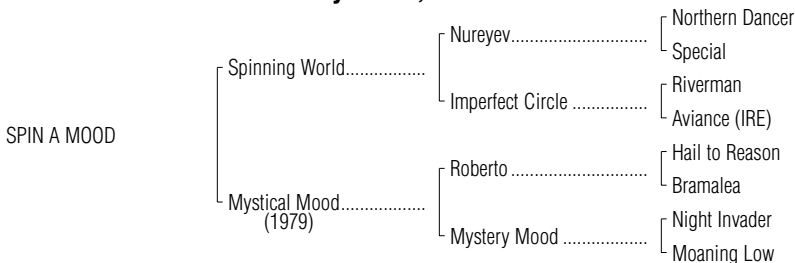 Northern Dancer
Nureyev
Special
Spinning World
Riverman
Imperfect Circle
Aviance (IRE)
SPIN A MOOD
Hail to Reason
Roberto
Bramalea
Mystical Mood
(1979)
Night Invader
Mystery Mood
Moaning Low